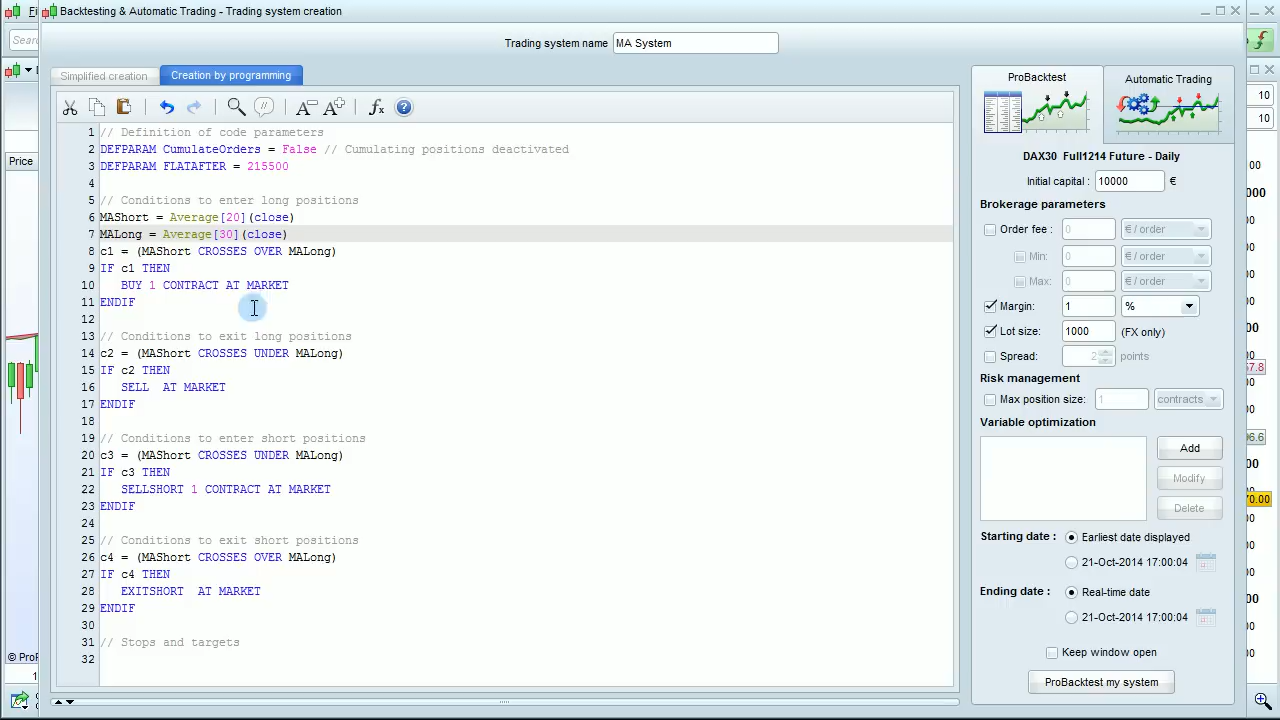 Backtesting & Automatic Trading - Trading system creation
Trading system name MA System
Simplified creation Creation by programming
1 // Definition of code parameters
2 DEFPARAM CumulateOrders = False // Cumulating positions deactivated
3 DEFPARAM FLATAFTER = 215500
4
5 // Conditions to enter long positions
6 MAShort = Average[20](close)
7 MALong = Average[30](close)
8 c1 = (MAShort CROSSES OVER MALong)
9 IF c1 THEN
10 BUY 1 CONTRACT AT MARKET
11 ENDIF
12
13 // Conditions to exit long positions
14 c2 = (MAShort CROSSES UNDER MALong)
15 IF c2 THEN
16 SELL AT MARKET
17 ENDIF
18
19 // Conditions to enter short positions
20 c3 = (MAShort CROSSES UNDER MALong)
21 IF c3 THEN
22 SELLSHORT 1 CONTRACT AT MARKET
23 ENDIF
24
25 // Conditions to exit short positions
26 c4 = (MAShort CROSSES OVER MALong)
27 IF c4 THEN
28 EXITSHORT AT MARKET
29 ENDIF
30
31 // Stops and targets
32
ProBacktest Automatic Trading
DAX30 Full1214 Future - Daily
Initial capital : 10000 €
Brokerage parameters
Order fee : 0 € / order
Min: 0 € / order
Max: 0 € / order
Margin: 1 %
Lot size: 1000 (FX only)
Spread: 2 points
Risk management
Max position size: 1 contracts
Variable optimization
Add
Modify
Delete
Starting date : Earliest date displayed
21-Oct-2014 17:00:04
Ending date : Real-time date
21-Oct-2014 17:00:04
Keep window open
ProBacktest my system
Price
10
10